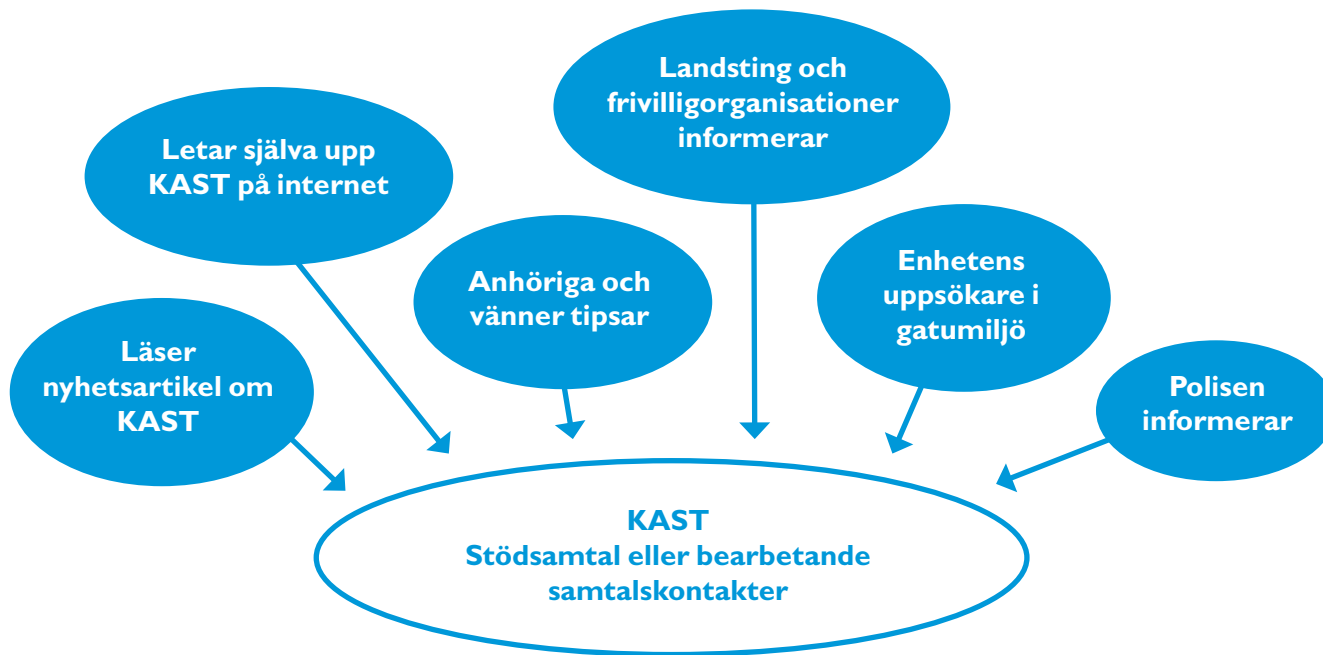 Landsting och
frivilligorganisationer
informerar
Letar själva upp
KAST på internet
Anhöriga och
vänner tipsar
Enhetens
uppsökare i
gatumiljö
Läser
nyhetsartikel om
KAST
Polisen
informerar
KAST
Stödsamtal eller bearbetande
samtalskontakter